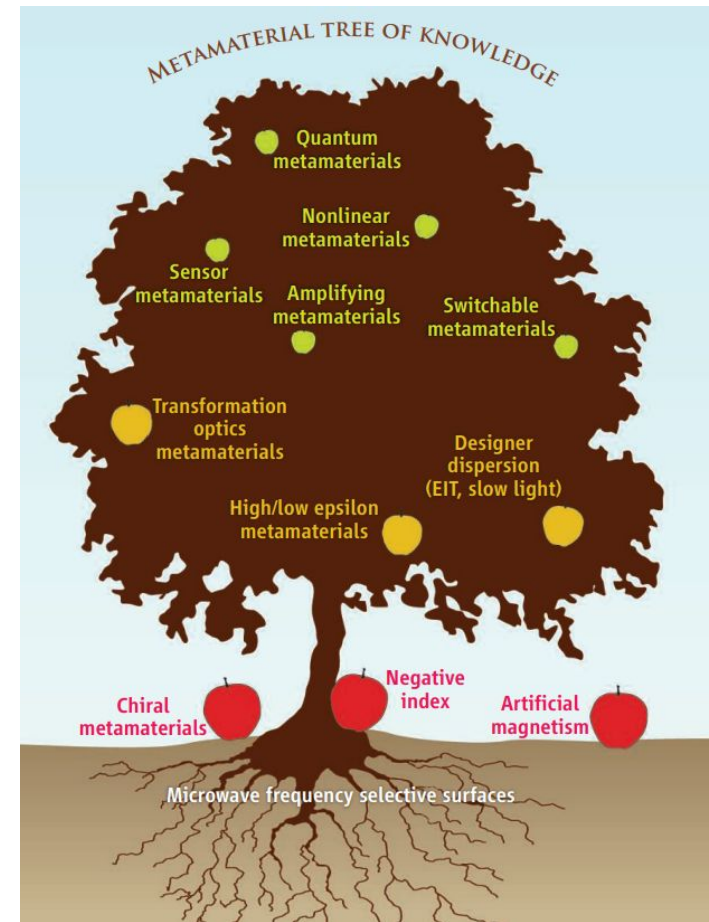 METAMATERIAL TREE OF KNOWLEDGE
Quantum
metamaterials
Nonlinear
metamaterials
Sensor
metamaterials
Amplifying
metamaterials
Switchable
metamaterials
Transformation
optics
metamaterials
Designer
dispersion
(EIT, slow light)
High/low epsilon
metamaterials
Chiral
metamaterials
Negative
index
Artificial
magnetism
Microwave frequency selective surfaces